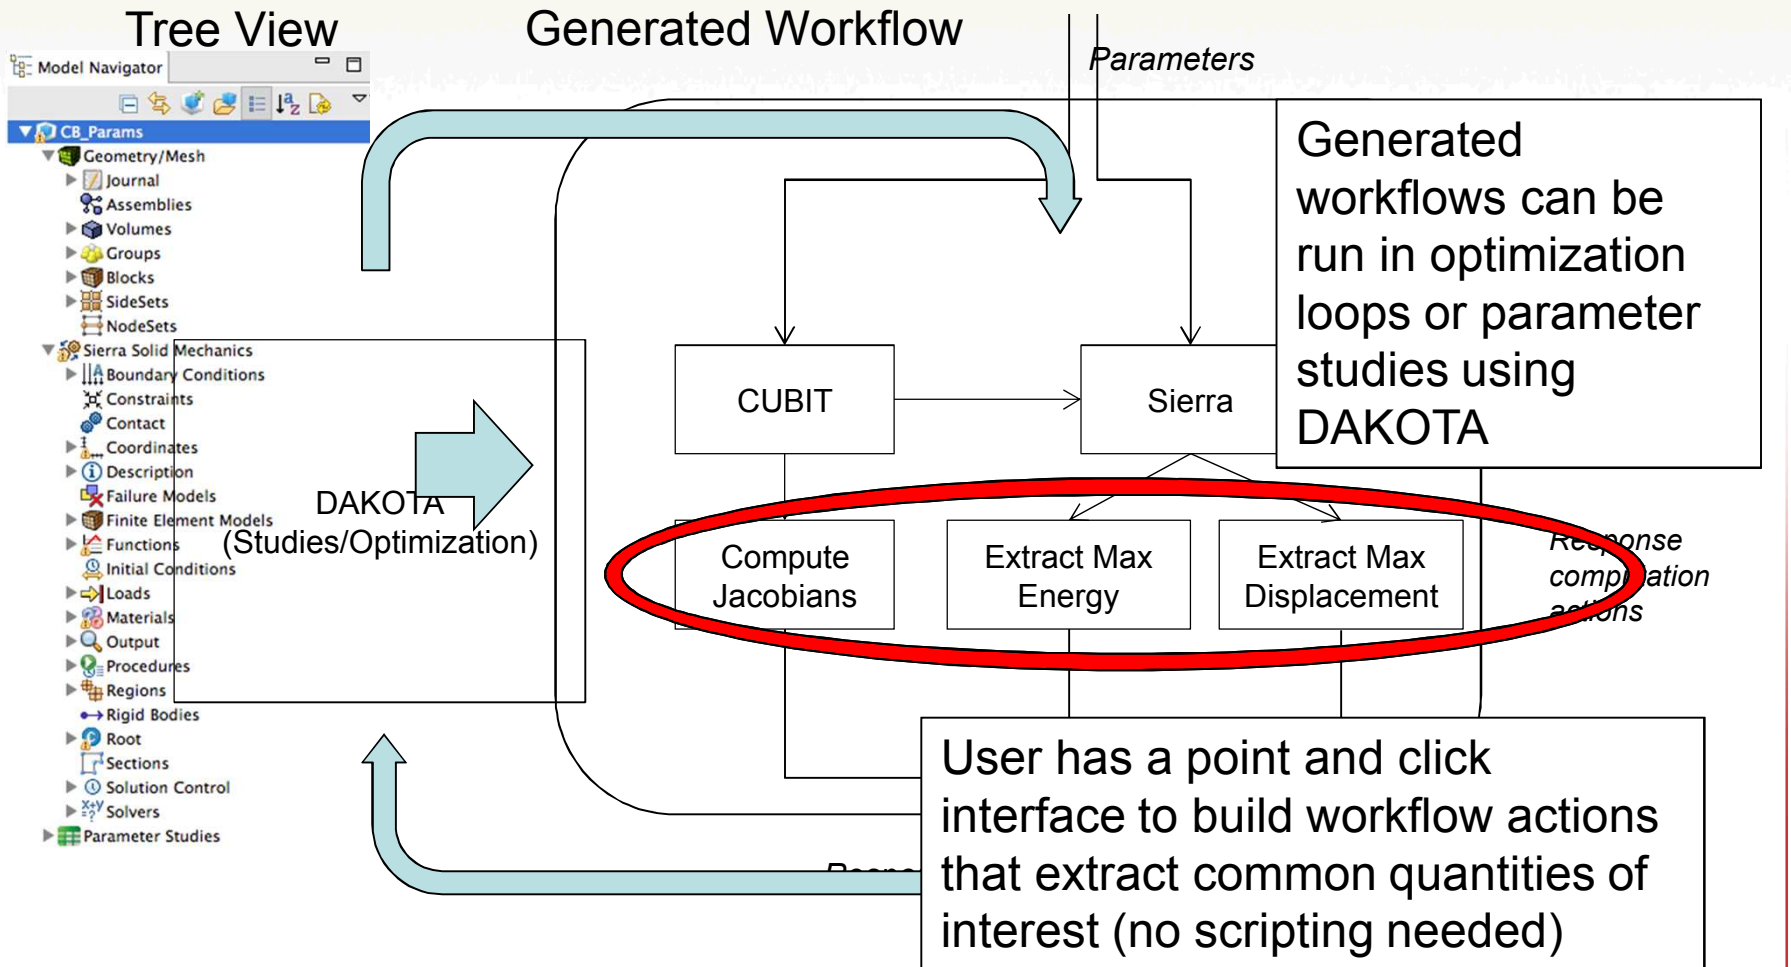 Tree View
Generated Workflow
Parameters
Model Navigator
CB_Params
Geometry/Mesh
Journal
Assemblies
Volumes
Groups
Blocks
SideSets
NodeSets
Sierra Solid Mechanics
Boundary Conditions
Constraints
Contact
Coordinates
Description
Failure Models
Finite Element Models
Functions
Initial Conditions
Loads
Materials
Output
Procedures
Regions
Rigid Bodies
Root
Sections
Solution Control
Solvers
Parameter Studies
DAKOTA
(Studies/Optimization)
CUBIT
Sierra
Compute
Jacobians
Extract Max
Energy
Extract Max
Displacement
Response
computation
actions
Generated
workflows can be
run in optimization
loops or parameter
studies using
DAKOTA
User has a point and click
interface to build workflow actions
that extract common quantities of
interest (no scripting needed)